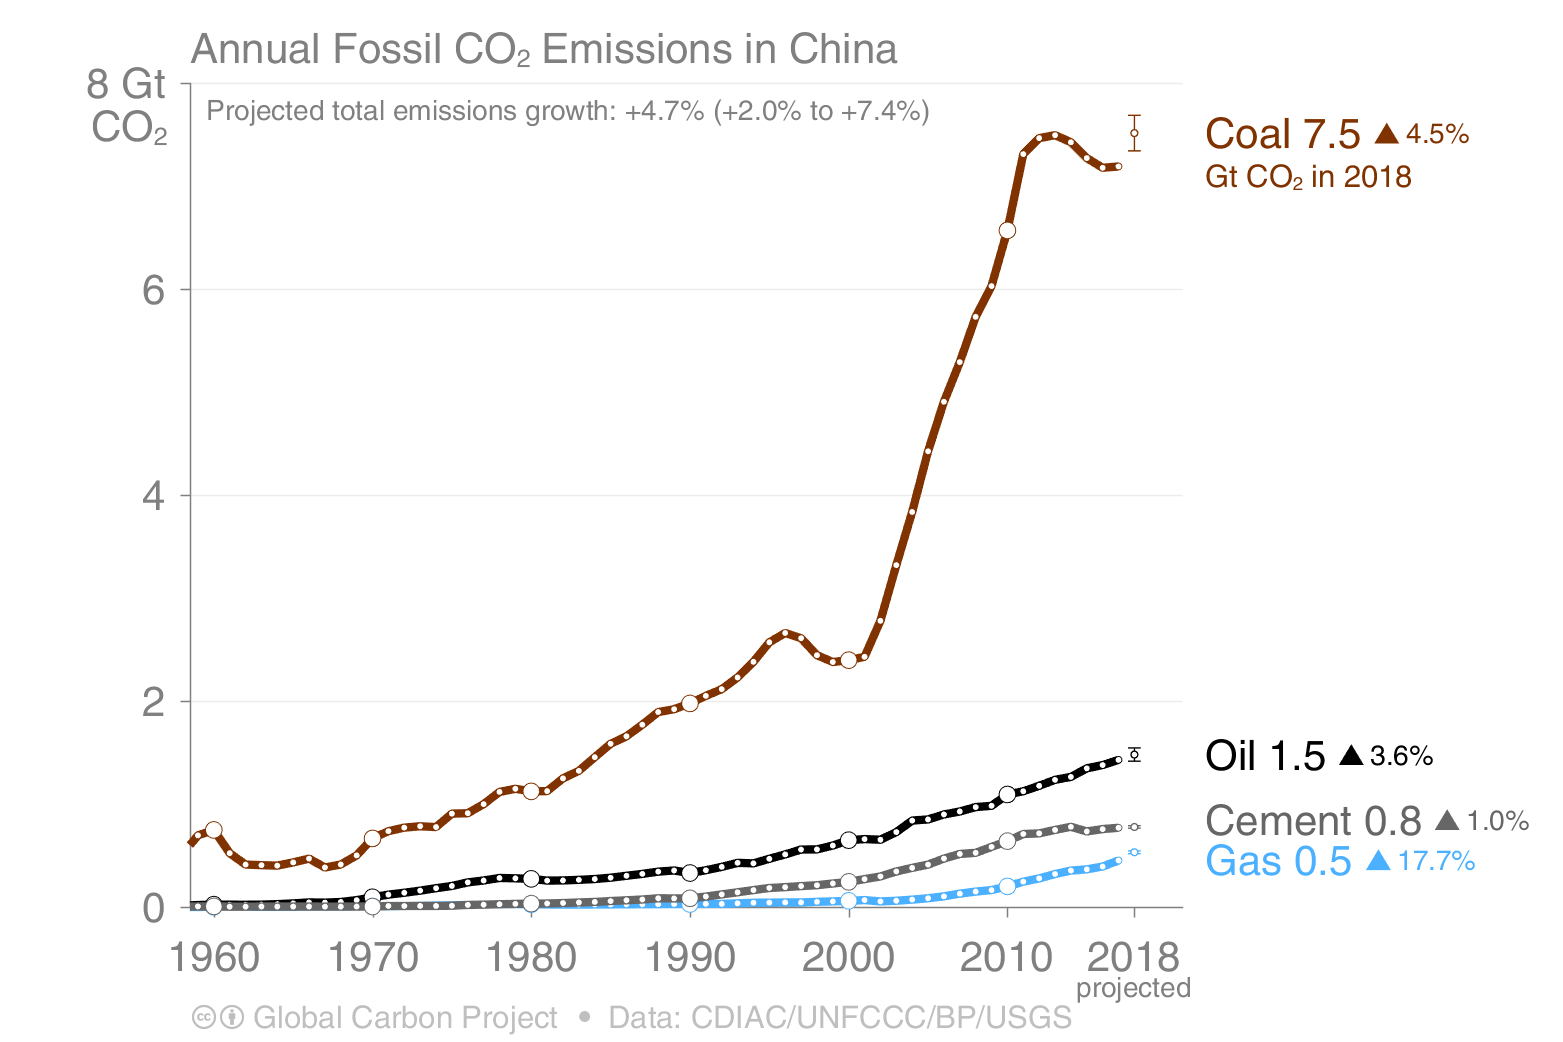 Annual Fossil CO₂ Emissions in China
8 Gt
CO₂
Projected total emissions growth: +4.7% (+2.0% to +7.4%)
Coal 7.5 ▲ 4.5%
Gt CO₂ in 2018
6
4
2
Oil 1.5 ▲ 3.6%
Cement 0.8 ▲ 1.0%
Gas 0.5 ▲ 17.7%
0
1960 1970 1980 1990 2000 2010 2018
projected
cc Global Carbon Project • Data: CDIAC/UNFCCC/BP/USGS